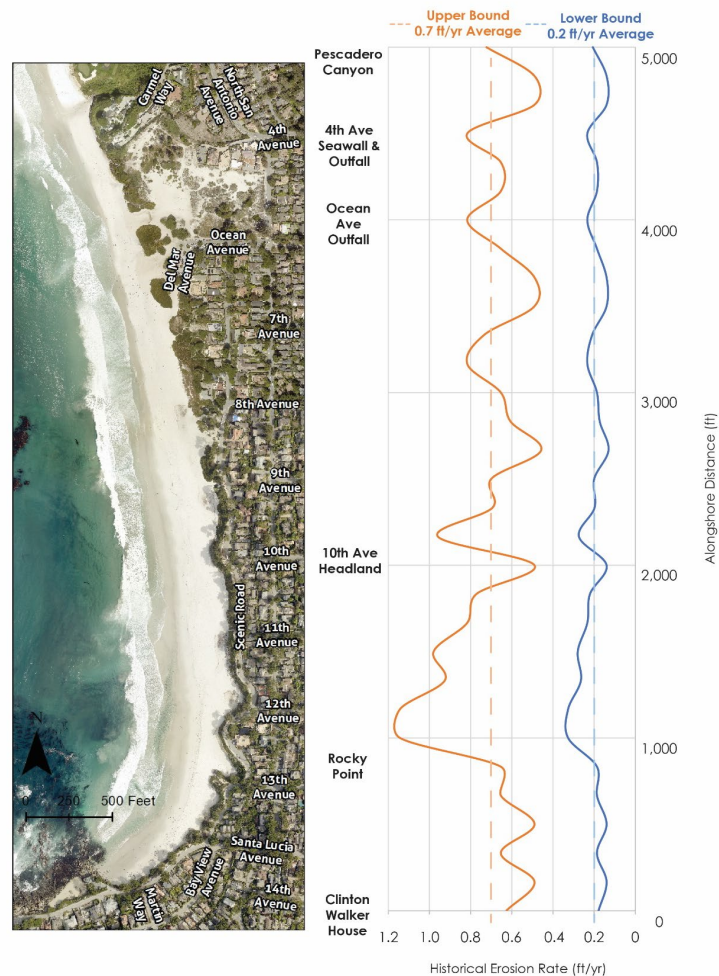 Upper Bound
0.7 ft/yr Average
Lower Bound
0.2 ft/yr Average
Pescadero
Canyon
4th Ave
Seawall &
Outfall
Ocean
Ave
Outfall
10th Ave
Headland
Rocky
Point
Clinton
Walker
House
Carmel
Way
North San
Antonio
Avenue
4th
Avenue
Ocean
Avenue
Del Mar
Avenue
7th
Avenue
8th Avenue
9th
Avenue
10th
Avenue
Scenic Road
11th
Avenue
12th
Avenue
13th
Avenue
Santa Lucia
Avenue
Bay View
Avenue
Martin
Way
14th
Avenue
N
0 250 500 Feet
5,000
4,000
3,000
2,000
1,000
0
Alongshore Distance (ft)
1.2 1.0 0.8 0.6 0.4 0.2 0
Historical Erosion Rate (ft/yr)